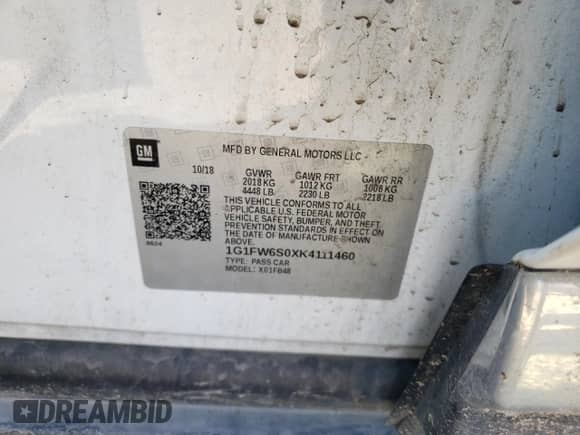 GM
MFD BY GENERAL MOTORS LLC
10/18
GVWR GAWR FRT GAWR RR
2018 KG 1012 KG 1006 KG
4448 LB 2230 LB 2218 LB
THIS VEHICLE CONFORMS TO ALL
APPLICABLE U.S. FEDERAL MOTOR
VEHICLE SAFETY, BUMPER, AND THEFT
PREVENTION STANDARDS IN EFFECT
ON THE DATE OF MANUFACTURE
SHOWN ABOVE.
1G1FW6S0XK4111460
TYPE: PASS CAR
MODEL: X01FB48
DREAMBID